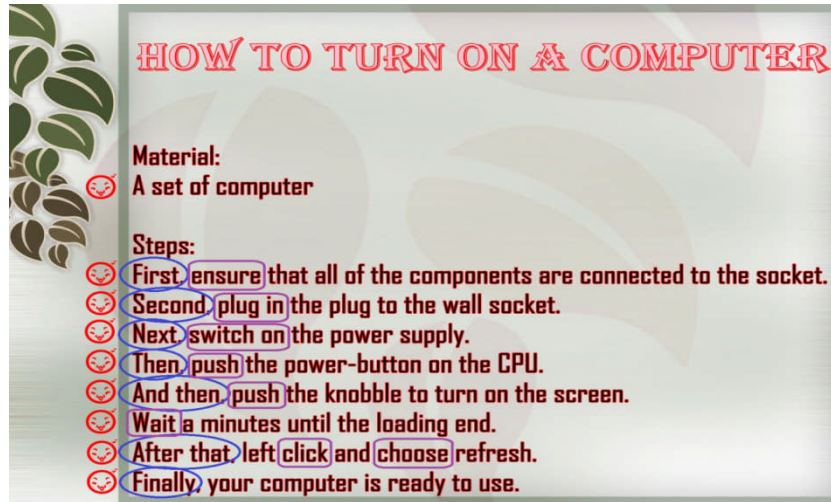 HOW TO TURN ON A COMPUTER
Material:
A set of computer
Steps:
First, ensure that all of the components are connected to the socket.
Second, plug in the plug to the wall socket.
Next, switch on the power supply.
Then, push the power-button on the CPU.
And then, push the knobble to turn on the screen.
Wait a minutes until the loading end.
After that, left click and choose refresh.
Finally, your computer is ready to use.